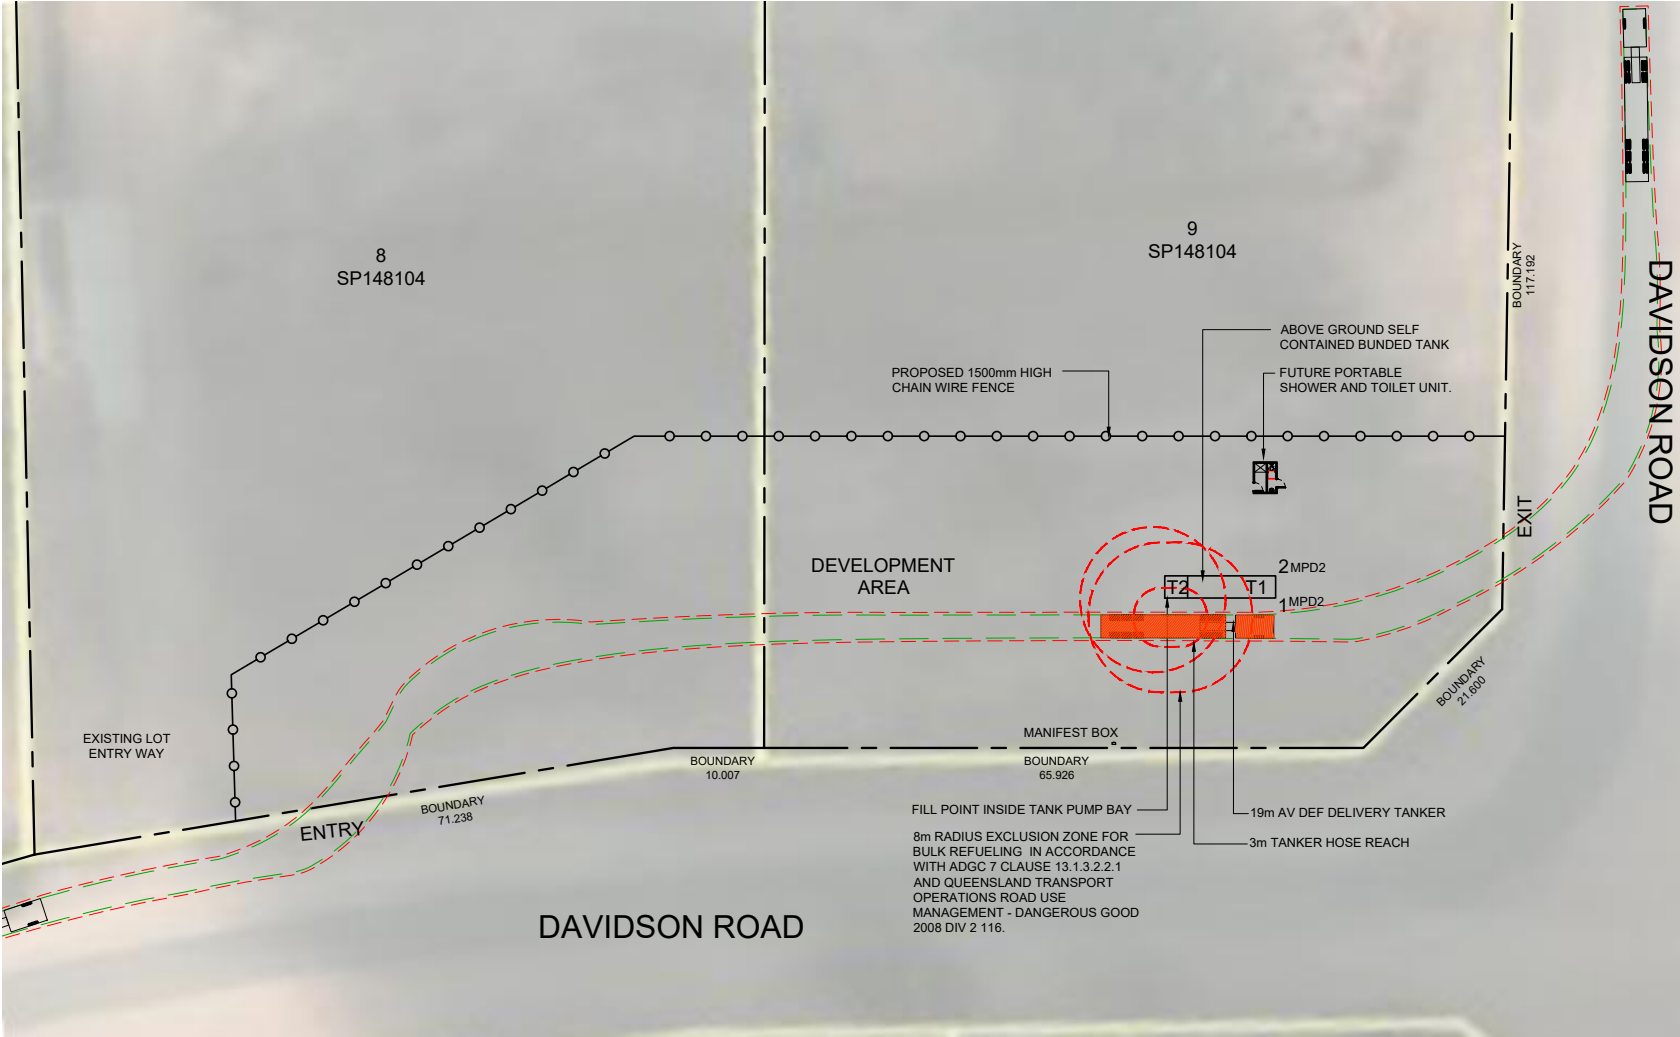 8
SP148104
9
SP148104
BOUNDARY
117.192
DAVIDSON ROAD
ABOVE GROUND SELF
CONTAINED BUNDED TANK
PROPOSED 1500mm HIGH
CHAIN WIRE FENCE
FUTURE PORTABLE
SHOWER AND TOILET UNIT.
EXIT
DEVELOPMENT
AREA
T2
T1
2 MPD2
1 MPD2
BOUNDARY
21.600
EXISTING LOT
ENTRY WAY
MANIFEST BOX
BOUNDARY
10.007
BOUNDARY
65.926
BOUNDARY
71.238
ENTRY
FILL POINT INSIDE TANK PUMP BAY
19m AV DEF DELIVERY TANKER
3m TANKER HOSE REACH
8m RADIUS EXCLUSION ZONE FOR
BULK REFUELING IN ACCORDANCE
WITH ADGC 7 CLAUSE 13.1.3.2.2.1
AND QUEENSLAND TRANSPORT
OPERATIONS ROAD USE
MANAGEMENT - DANGEROUS GOOD
2008 DIV 2 116.
DAVIDSON ROAD